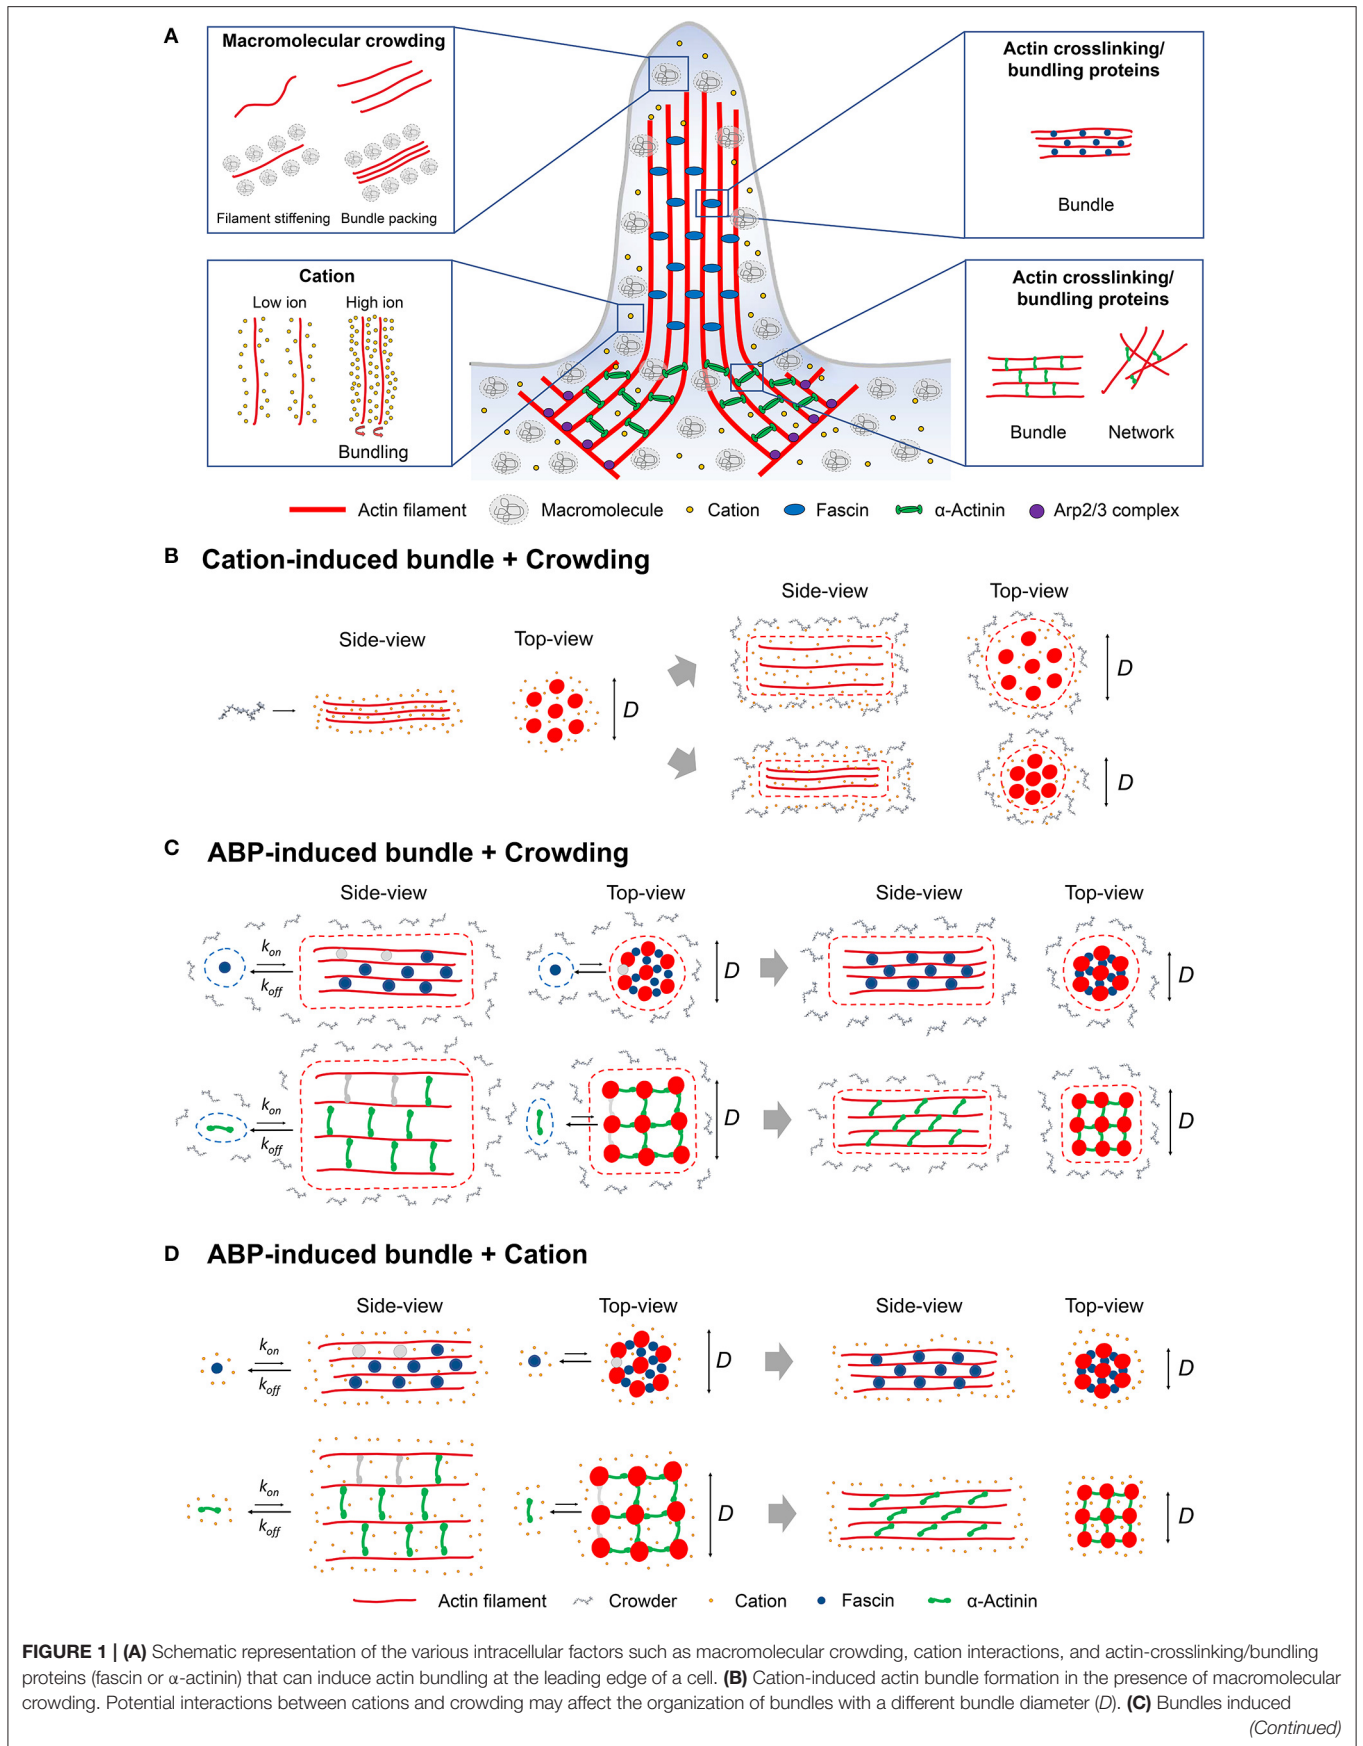 A
Macromolecular crowding
Filament stiffening
Bundle packing
Cation
Low ion
High ion
Bundling
Actin crosslinking/
bundling proteins
Bundle
Actin crosslinking/
bundling proteins
Bundle
Network
Actin filament
Macromolecule
Cation
Fascin
α-Actinin
Arp2/3 complex
B Cation-induced bundle + Crowding
Side-view
Top-view
D
Side-view
Top-view
D
D
C ABP-induced bundle + Crowding
Side-view
Top-view
Side-view
Top-view
kon
koff
D
D
kon
koff
D
D
D ABP-induced bundle + Cation
Side-view
Top-view
Side-view
Top-view
kon
koff
D
D
kon
koff
D
D
Actin filament
Crowder
Cation
Fascin
α-Actinin
FIGURE 1 | (A) Schematic representation of the various intracellular factors such as macromolecular crowding, cation interactions, and actin-crosslinking/bundling
proteins (fascin or α-actinin) that can induce actin bundling at the leading edge of a cell. (B) Cation-induced actin bundle formation in the presence of macromolecular
crowding. Potential interactions between cations and crowding may affect the organization of bundles with a different bundle diameter (D). (C) Bundles induced
(Continued)